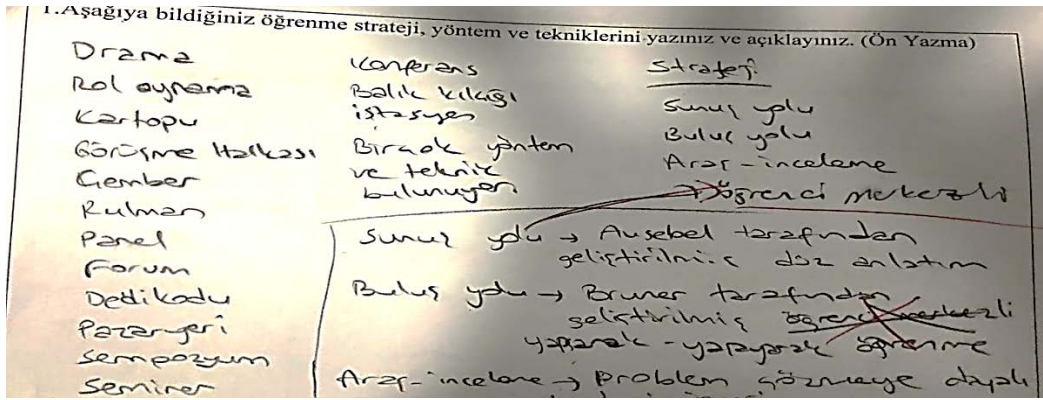 1.Aşağıya bildiğiniz öğrenme strateji, yöntem ve tekniklerini yazınız ve açıklayınız. (Ön Yazma)
Drama
Rol oynama
Kartopu
Görüşme Halkası
Çember
Rulman
Panel
Forum
Dedikodu
Pazaryeri
Sempozyum
Seminer
Konferans
Balık kılçığı
istasyon
Birçok yöntem
ve teknik
bulunuyor.
Strateji
Sunuş yolu
Buluş yolu
Araş-inceleme
Öğrenci merkezli
Sunuş yolu → Ausebel tarafından
geliştirilmiş düz anlatım
Buluş yolu → Bruner tarafından
geliştirilmiş öğrenci merkezli
yaparak-yaşayarak öğrenme
Araş-inceleme → Problem çözmeye dayalı